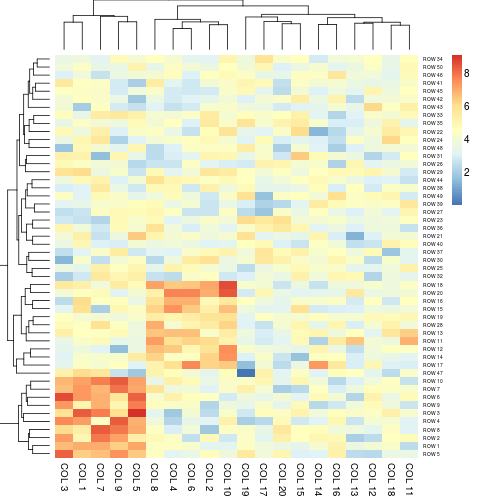 ROW 34
ROW 50
ROW 46
ROW 41
ROW 45
ROW 42
ROW 43
ROW 33
ROW 35
ROW 22
ROW 24
ROW 48
ROW 31
ROW 26
ROW 29
ROW 44
ROW 38
ROW 49
ROW 39
ROW 27
ROW 23
ROW 36
ROW 21
ROW 40
ROW 37
ROW 30
ROW 25
ROW 32
ROW 18
ROW 20
ROW 16
ROW 15
ROW 19
ROW 28
ROW 13
ROW 11
ROW 12
ROW 14
ROW 17
ROW 47
ROW 10
ROW 7
ROW 6
ROW 9
ROW 3
ROW 4
ROW 8
ROW 2
ROW 1
ROW 5
8
6
4
2
COL 3
COL 1
COL 7
COL 9
COL 5
COL 8
COL 4
COL 6
COL 2
COL 10
COL 19
COL 17
COL 20
COL 15
COL 14
COL 16
COL 13
COL 12
COL 18
COL 11